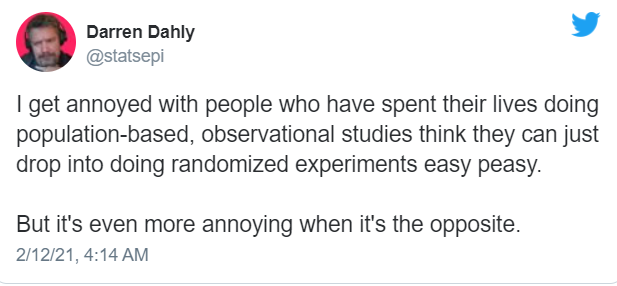 Darren Dahly
@statsepi
I get annoyed with people who have spent their lives doing
population-based, observational studies think they can just
drop into doing randomized experiments easy peasy.
But it's even more annoying when it's the opposite.
2/12/21, 4:14 AM